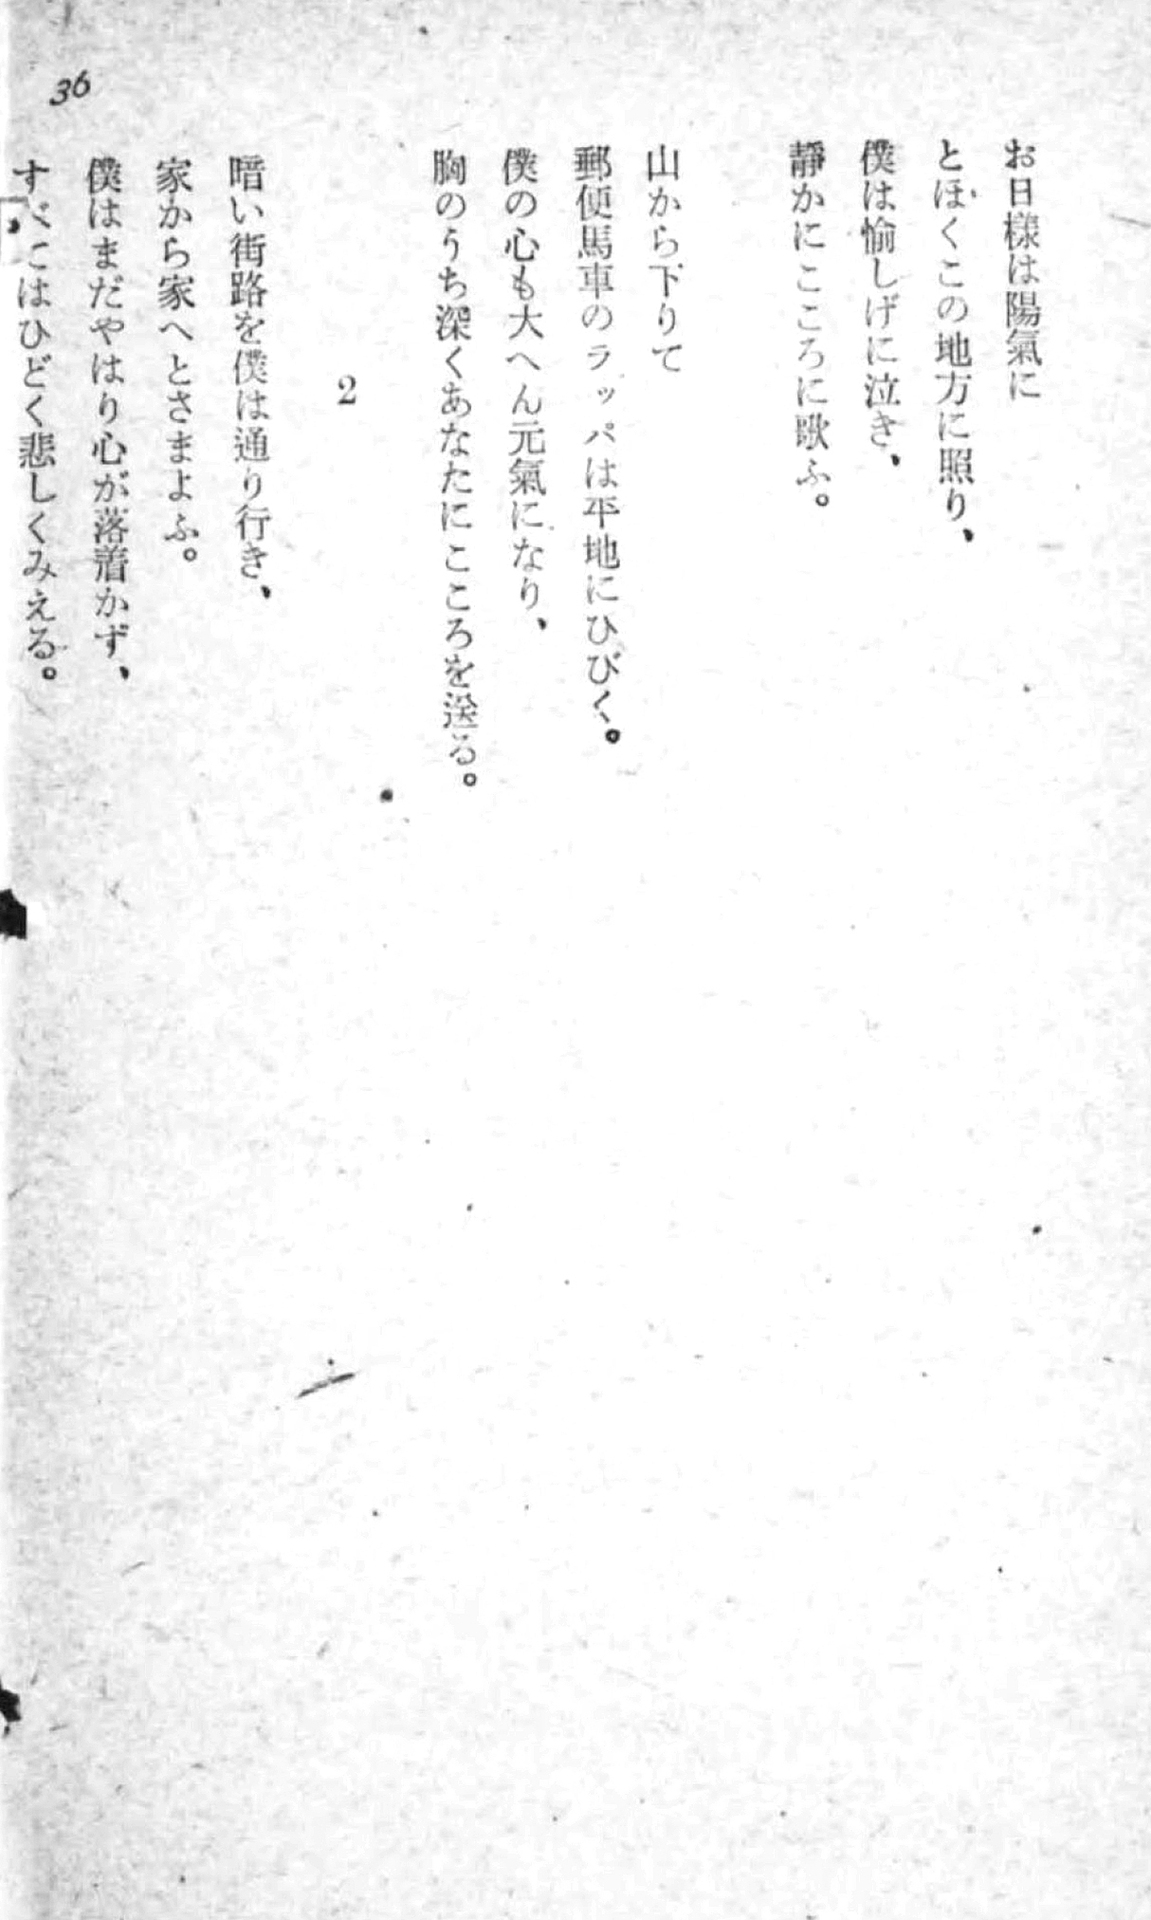 36
お日樣は陽氣に
とほくこの地方に照り、
僕は愉しげに泣き、
靜かにこころに歌ふ。
山から下りて
郵便馬車のラッパは平地にひびく。
僕の心も大へん元氣になり、
胸のうち深くあなたにこころを送る。
2
暗い街路を僕は通り行き、
家から家へとさまよふ。
僕はまだやはり心が落着かず、
すべてはひどく悲しくみえる。